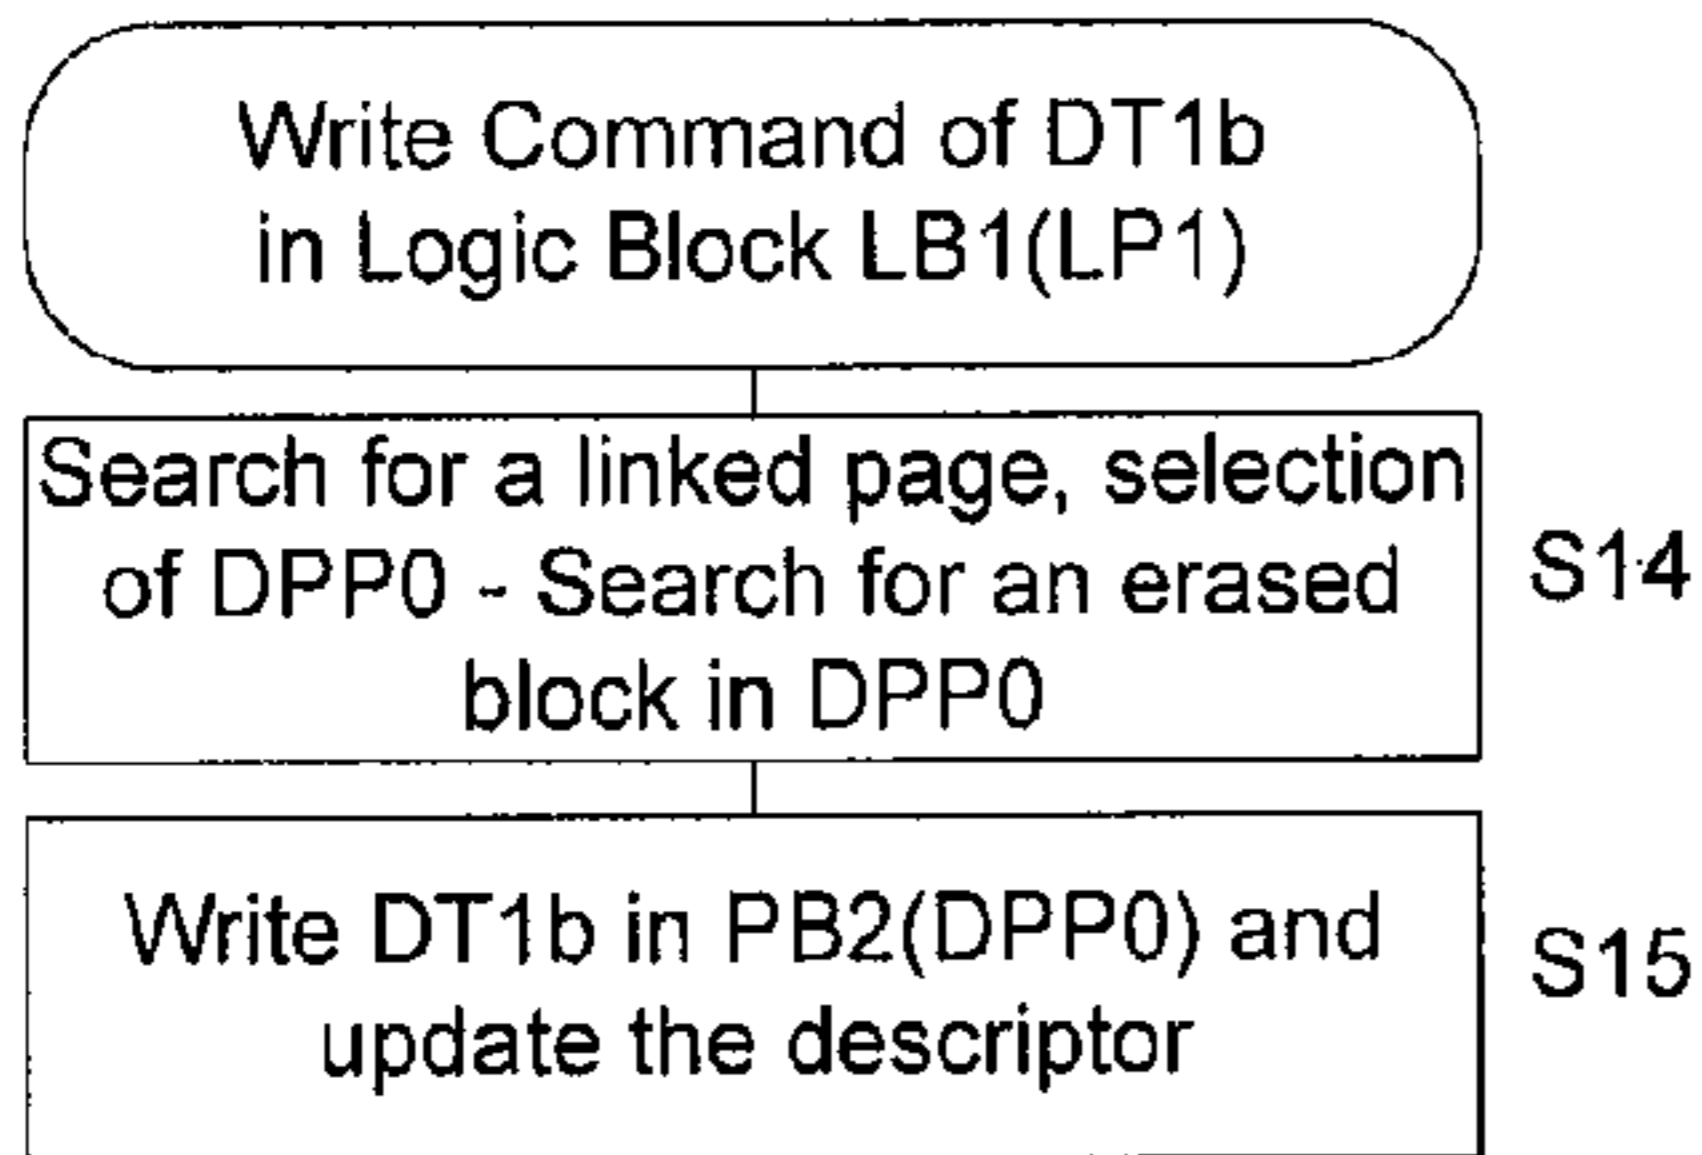 Write Command of DT1b
in Logic Block LB1(LP1)
Search for a linked page, selection
of DPP0 - Search for an erased
block in DPP0
S14
Write DT1b in PB2(DPP0) and
update the descriptor
S15